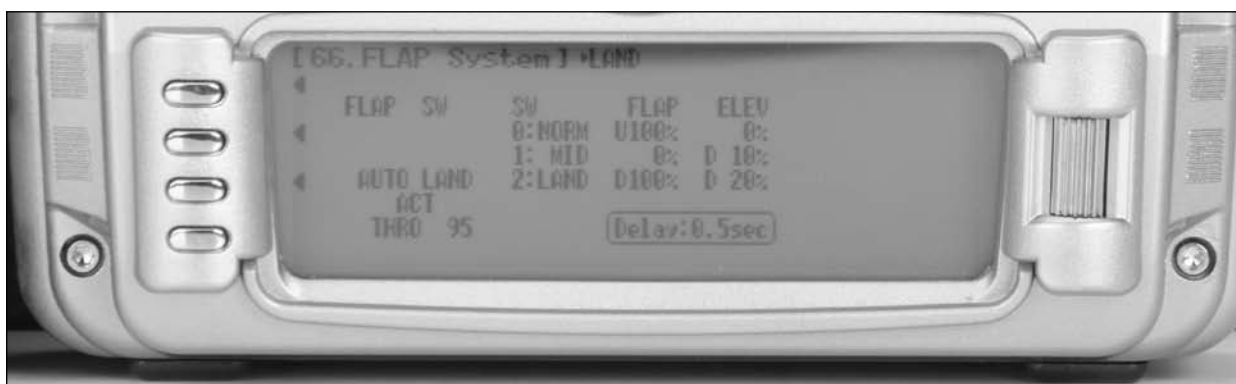 [66.FLAP System] LAND
FLAP SW SW FLAP ELEV
0:NORM U100% 0%
1: MID 0% D 10%
AUTO LAND 2:LAND D100% D 20%
ACT
THRO 95 Delay:0.5sec